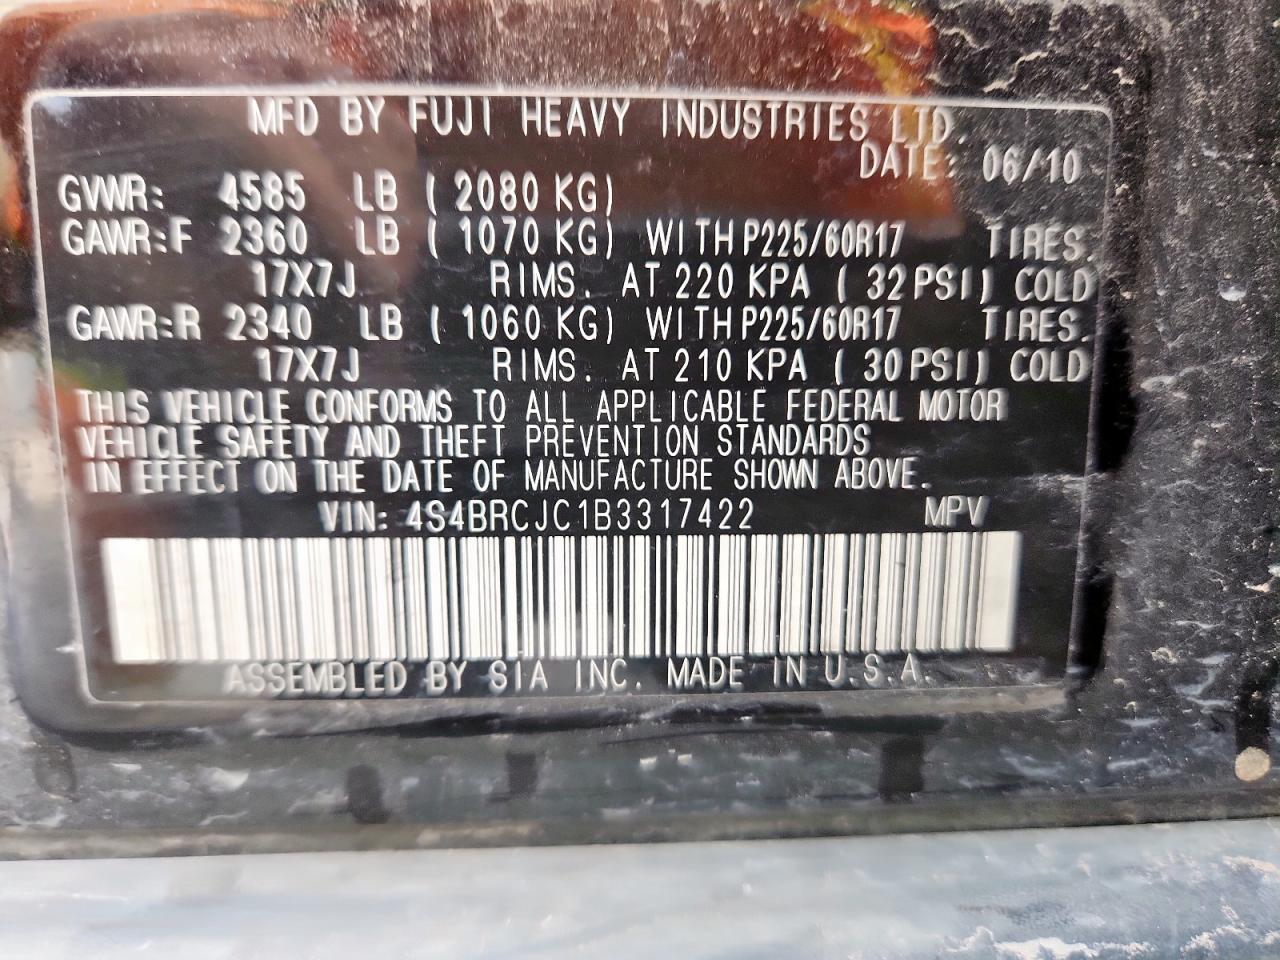 MFD BY FUJI HEAVY INDUSTRIES LTD.
DATE: 06/10
GVWR: 4585 LB (2080 KG)
GAWR:F 2360 LB (1070 KG) WITH P225/60R17 TIRES.
17X7J RIMS. AT 220 KPA (32 PSI) COLD
GAWR:R 2340 LB (1060 KG) WITH P225/60R17 TIRES.
17X7J RIMS. AT 210 KPA (30 PSI) COLD
THIS VEHICLE CONFORMS TO ALL APPLICABLE FEDERAL MOTOR
VEHICLE SAFETY AND THEFT PREVENTION STANDARDS
IN EFFECT ON THE DATE OF MANUFACTURE SHOWN ABOVE.
VIN: 4S4BRCJC1B3317422 MPV
ASSEMBLED BY SIA INC. MADE IN U.S.A.